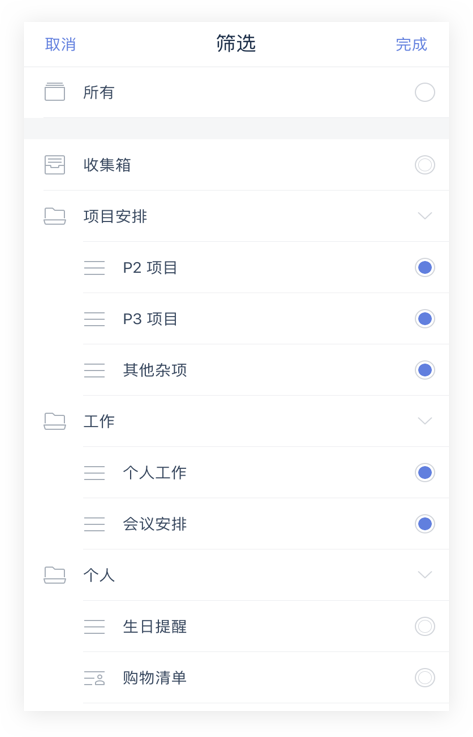 取消
筛选
完成
所有
收集箱
项目安排
P2 项目
P3 项目
其他杂项
工作
个人工作
会议安排
个人
生日提醒
购物清单